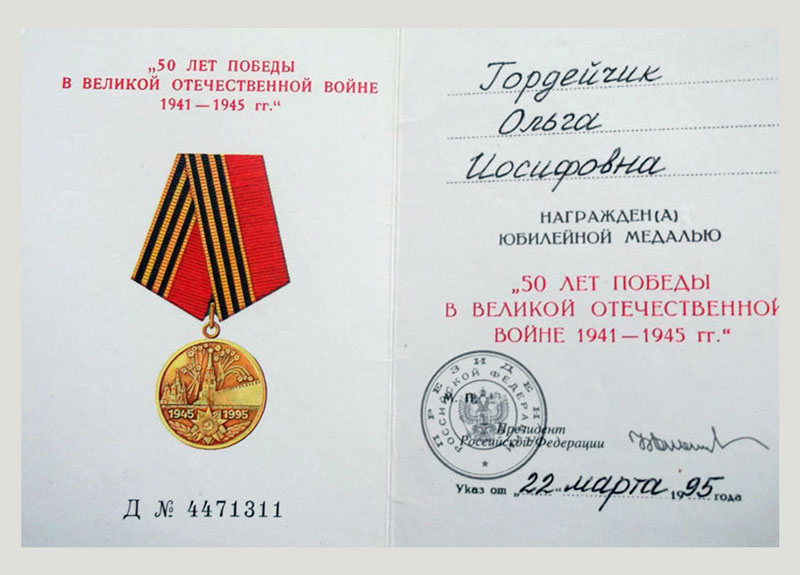 „50 ЛЕТ ПОБЕДЫ
В ВЕЛИКОЙ ОТЕЧЕСТВЕННОЙ ВОЙНЕ
1941 — 1945 гг.“
1945 1995
Д № 4471311
Гордейчик
Ольга
Иосифовна
НАГРАЖДЕН(А)
ЮБИЛЕЙНОЙ МЕДАЛЬЮ
„50 ЛЕТ ПОБЕДЫ
В ВЕЛИКОЙ ОТЕЧЕСТВЕННОЙ
ВОЙНЕ 1941—1945 гг.“
ПРЕЗИДЕН
РОССИЙСКОЙ ФЕДЕРА
М. П.
Президент
Российской Федерации
Указ от „22“ марта 1995 года